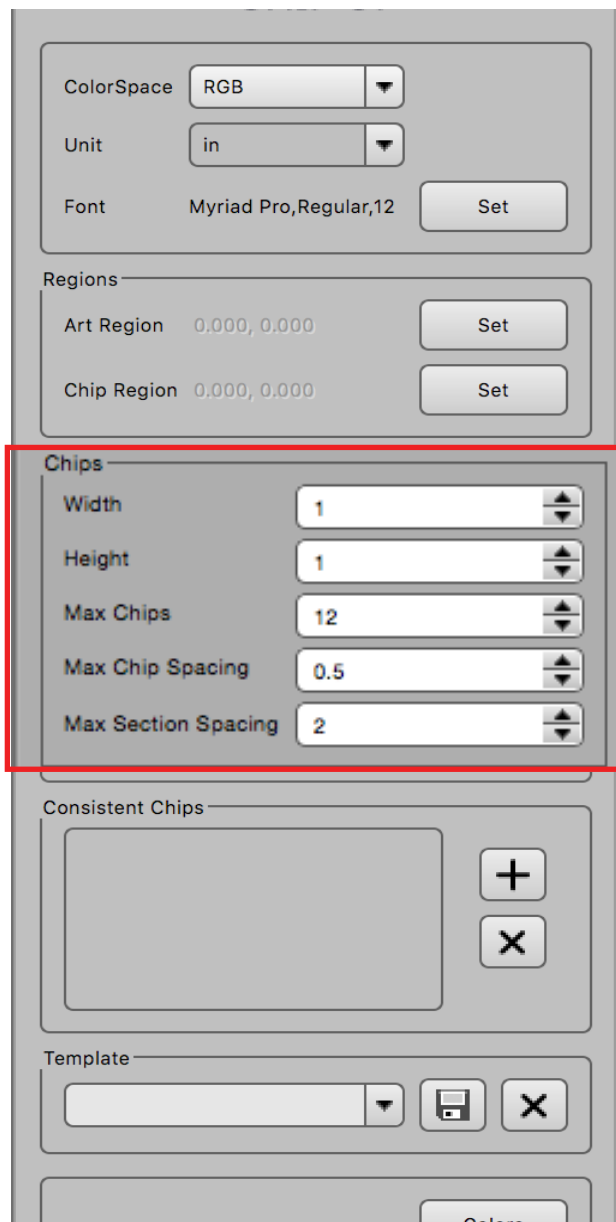 ColorSpace RGB
Unit in
Font Myriad Pro,Regular,12 Set
Regions
Art Region 0.000, 0.000 Set
Chip Region 0.000, 0.000 Set
Chips
Width 1
Height 1
Max Chips 12
Max Chip Spacing 0.5
Max Section Spacing 2
Consistent Chips
Template